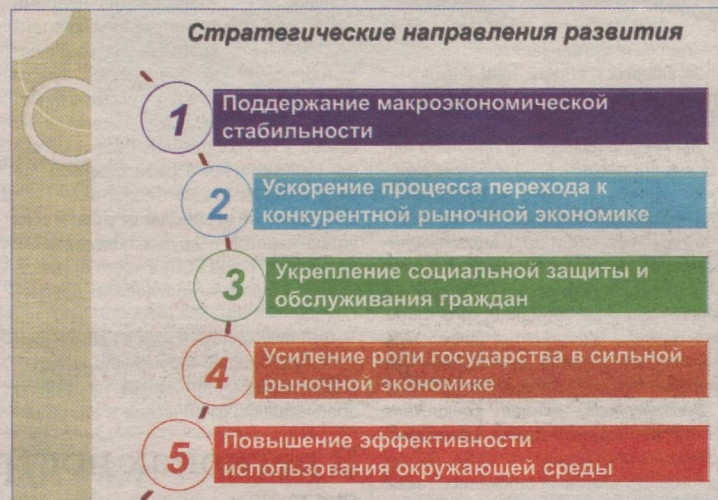 Стратегические направления развития
1
Поддержание макроэкономической
стабильности
2
Ускорение процесса перехода к
конкурентной рыночной экономике
3
Укрепление социальной защиты и
обслуживания граждан
4
Усиление роли государства в сильной
рыночной экономике
5
Повышение эффективности
использования окружающей среды